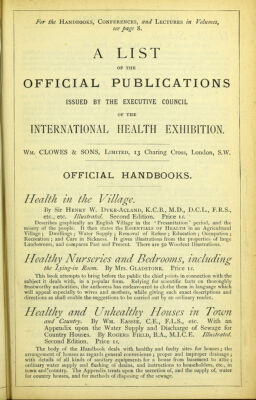 For the Handbooks, Conferences, and Lectures in Volumes,
see page 8.
A LIST
OF THE
OFFICIAL PUBLICATIONS
ISSUED BY THE EXECUTIVE COUNCIL
OF THE
INTERNATIONAL HEALTH EXHIBITION.
Wm. CLOWES & SONS, Limited, 13 Charing Cross, London, S.W.
OFFICIAL HANDBOOKS.
Health in the Village.
By Sir Henry W. Dyke-Acland, K.C.B., M.D., D.C.L., F.R.S.,
etc., etc. Illustrated. Second Edition. Price 1s.
Describes graphically an English Village in the "Presanitation" period, and the
misery of the people. It then states the Essentials of Health in an Agricultural
Village; Dwellings; Water Supply; Removal of Refuse; Education; Occupation;
Recreation; and Care in Sickness. It gives illustrations from the properties of large
Landowners, and compares Past and Present. There are 50 Woodcut Illustrations.
Healthy Nurseries and Bedrooms, including
the Lying-in Room. By Mrs. Gladstone. Price 1s.
This book attempts to bring before the public the chief points in connection with the
subject it deals with, in a popular form. Relying for scientific facts on thoroughly
trustworthy authorities, the authoress has endeavoured to clothe them in language which
will appeal specially to wives and mothers, while supplying such exact descriptions and
directions as shall enable the suggestions to be carried out by an ordinary reader.
Healthy and Unhealthy Houses in Town
and Country. By Wm. Eassie, C.E., F.L.S., etc. With an
Appendix upon the Water Supply and Discharge of Sewage for
Country Houses. By Rogers Field, B.A., M.I.C.E. Illustrated.
Second Edition. Price 1s.
The body of the Handbook deals with healthy and faulty sites for houses; the
arrangement of houses as regards general convenience; proper and improper drainage;
with details of all kinds of sanitary equipments for a house from basement to attic;
ordinary water supply and flushing of drains, and instructions to householders, etc., in
town and Country. The Appendix treats upon the selection of, and the supply of, water
for country houses, and for methods of disposing of the sewage.